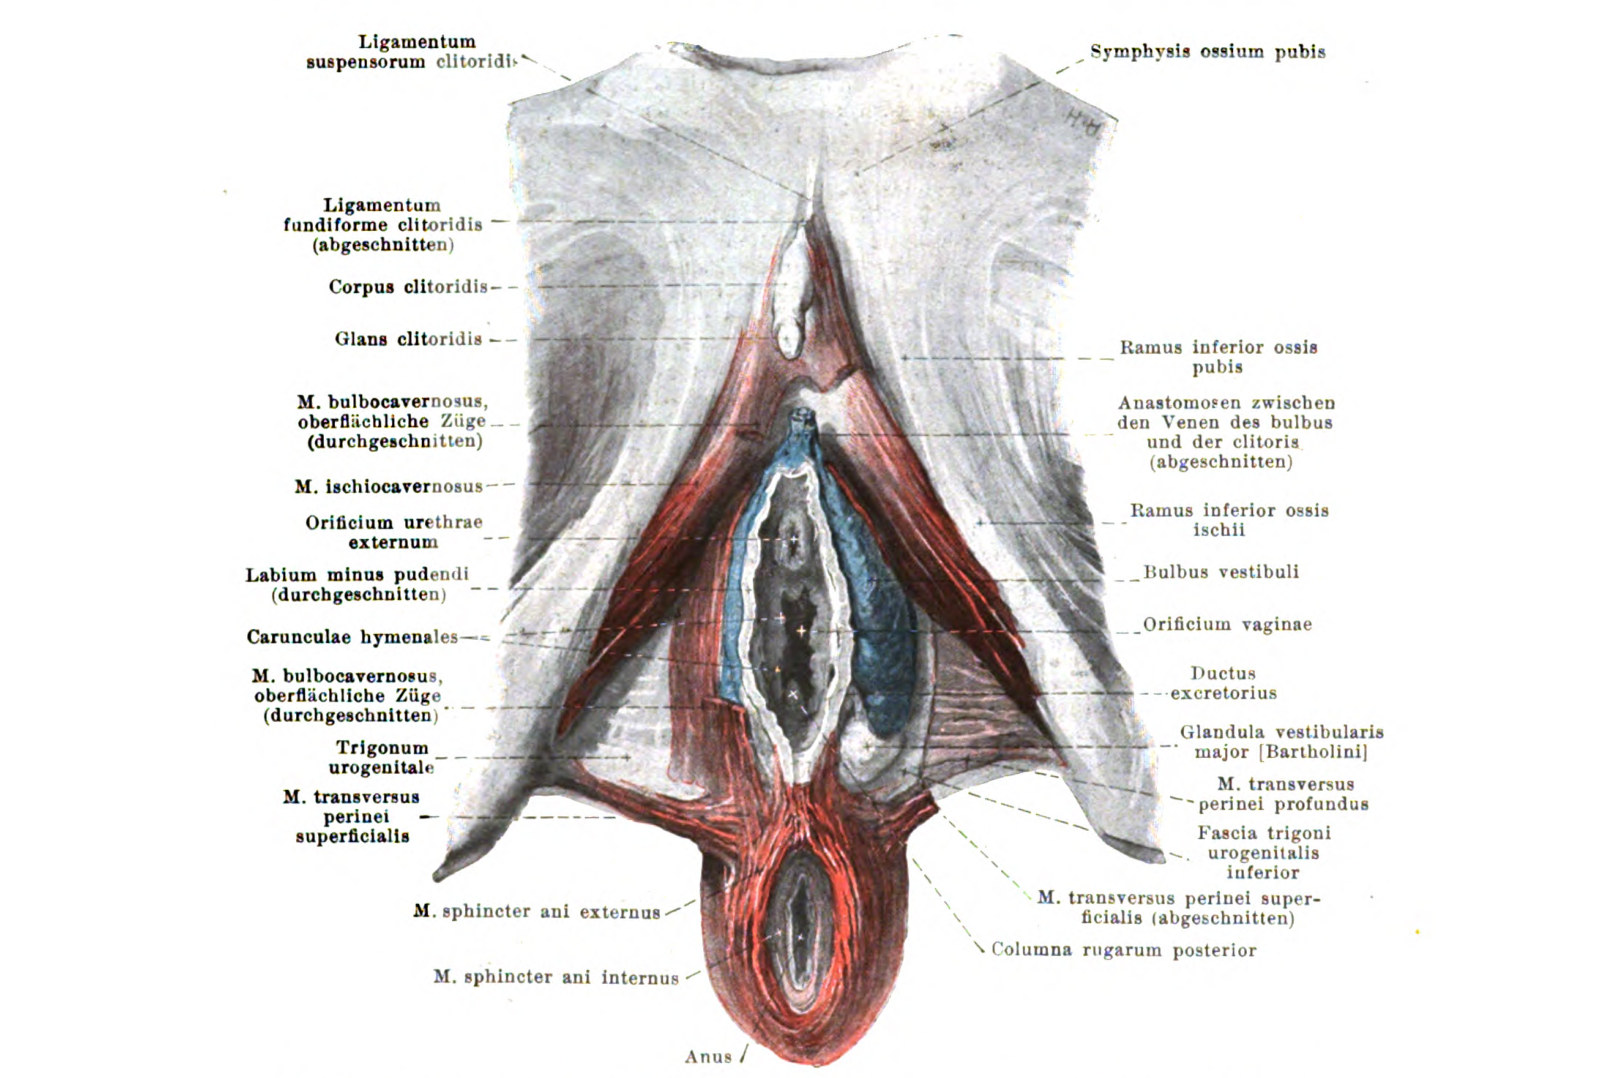 Ligamentum
suspensorum clitoridis
Symphysis ossium pubis
Ligamentum
fundiforme clitoridis
(abgeschnitten)
Corpus clitoridis
Glans clitoridis
M. bulbocavernosus,
oberflächliche Züge
(durchgeschnitten)
M. ischiocavernosus
Orificium urethrae
externum
Labium minus pudendi
(durchgeschnitten)
Carunculae hymenales
M. bulbocavernosus,
oberflächliche Züge
(durchgeschnitten)
Trigonum
urogenitale
M. transversus
perinei
superficialis
M. sphincter ani externus
M. sphincter ani internus
Anus
Ramus inferior ossis
pubis
Anastomosen zwischen
den Venen des bulbus
und der clitoris
(abgeschnitten)
Ramus inferior ossis
ischii
Bulbus vestibuli
Orificium vaginae
Ductus
excretorius
Glandula vestibularis
major [Bartholini]
M. transversus
perinei profundus
Fascia trigoni
urogenitalis
inferior
M. transversus perinei super-
ficialis (abgeschnitten)
Columna rugarum posterior